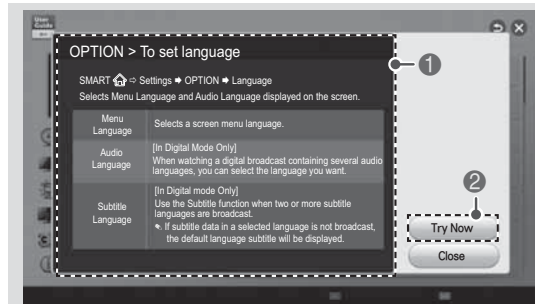 User
Guide
OPTION > To set language
1
SMART ⇨ Settings ➡ OPTION ➡ Language
Selects Menu Language and Audio Language displayed on the screen.
Menu
Language
Selects a screen menu language.
Audio
Language
[In Digital Mode Only]
When watching a digital broadcast containing several audio
languages, you can select the language you want.
Subtitle
Language
[In Digital mode Only]
Use the Subtitle function when two or more subtitle
languages are broadcast.
If subtitle data in a selected language is not broadcast,
the default language subtitle will be displayed.
2
Try Now
Close